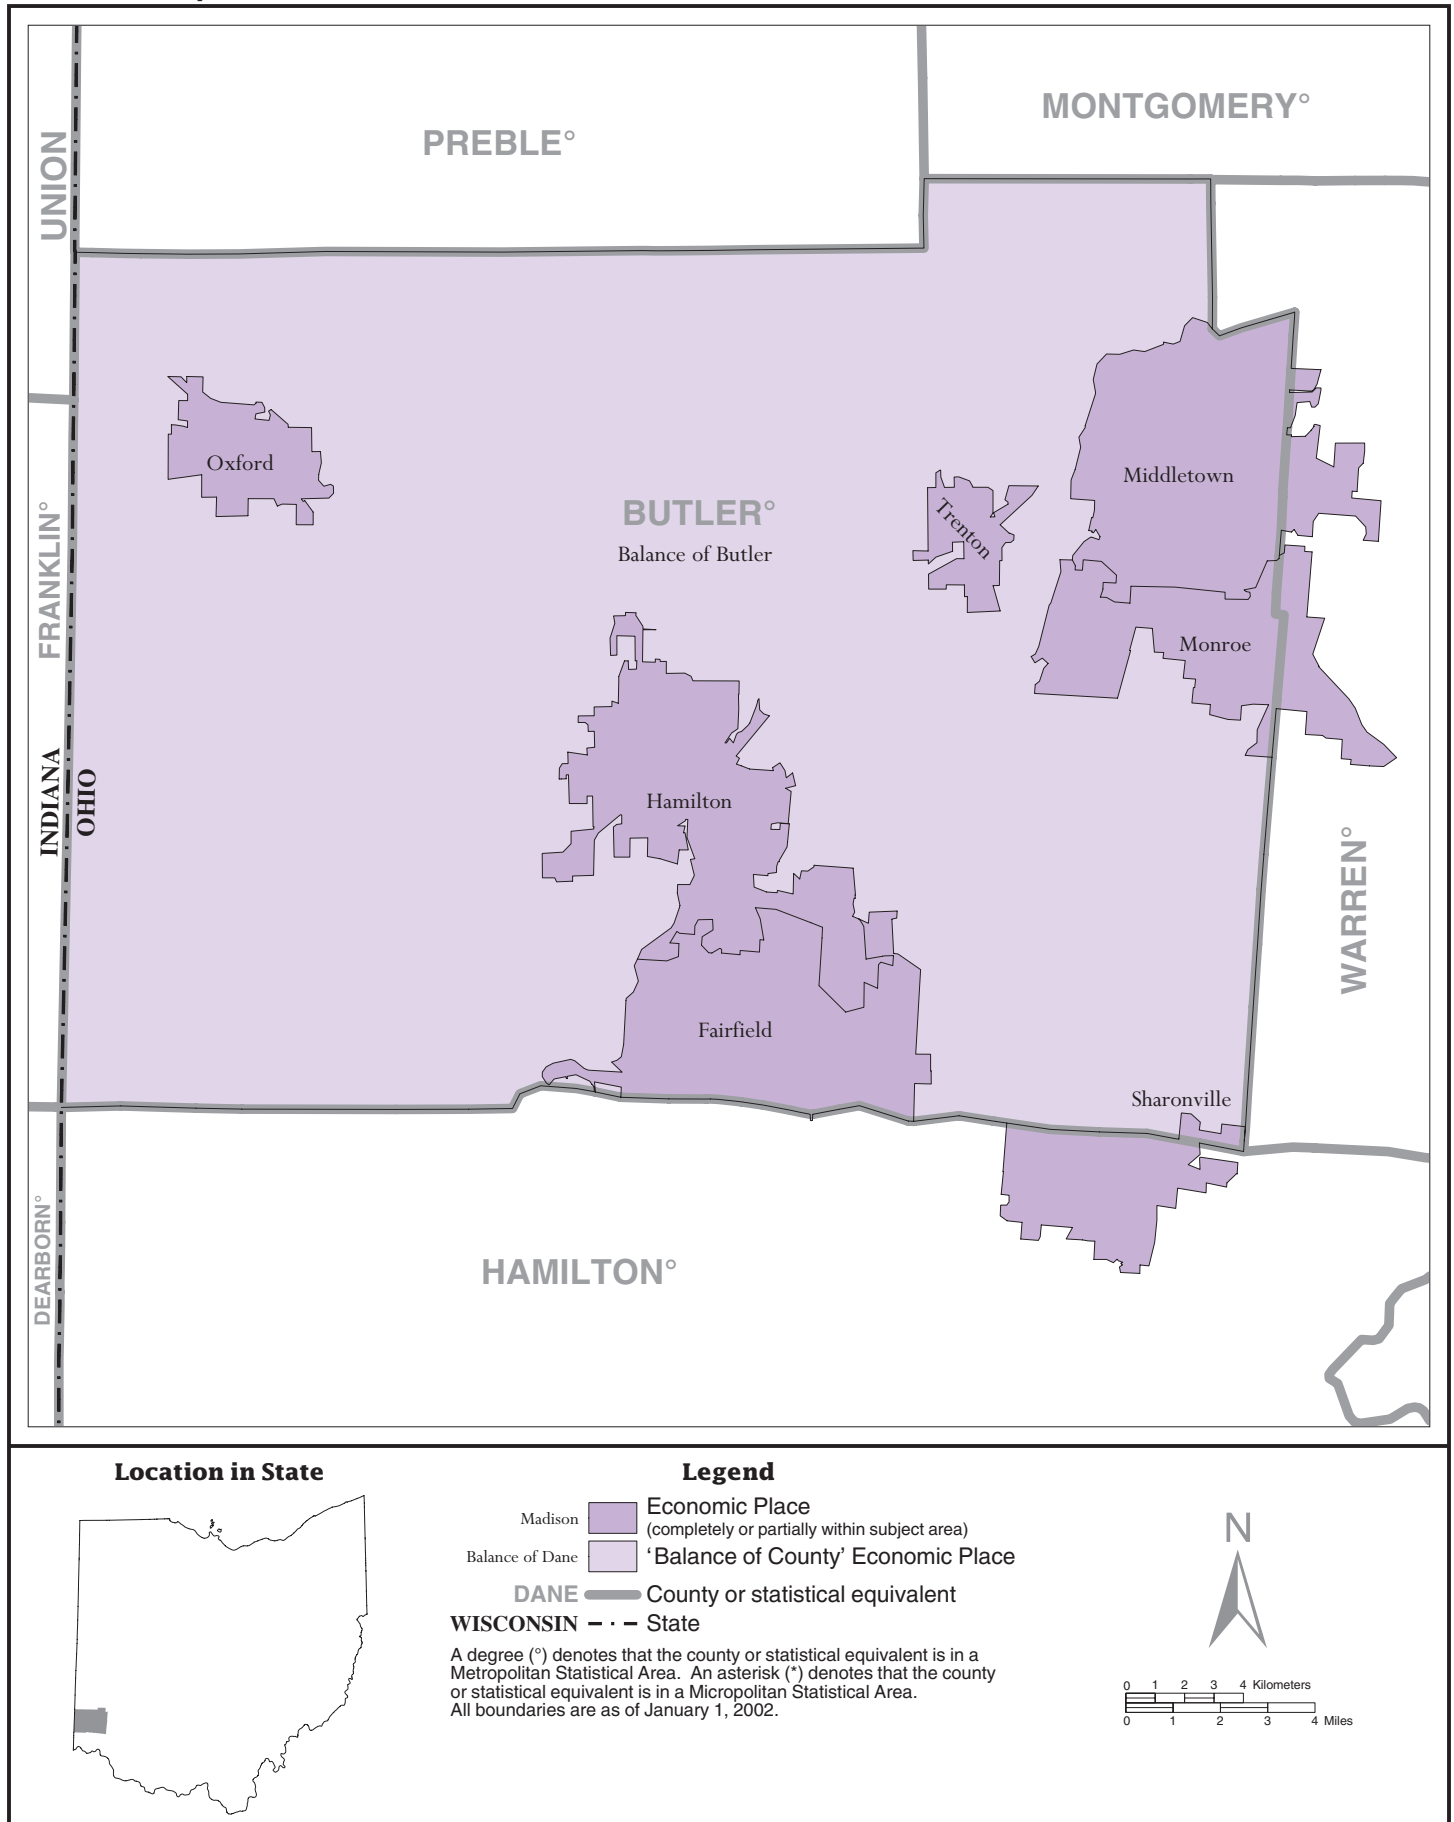 MONTGOMERY°
PREBLE°
UNION
Oxford
Middletown
BUTLER°
Balance of Butler
Trenton
FRANKLIN°
Monroe
INDIANA
OHIO
Hamilton
WARREN°
Fairfield
Sharonville
DEARBORN°
HAMILTON°
Location in State
Legend
Madison
Economic Place
(completely or partially within subject area)
Balance of Dane
‘Balance of County’ Economic Place
DANE
County or statistical equivalent
WISCONSIN
State
A degree (°) denotes that the county or statistical equivalent is in a
Metropolitan Statistical Area. An asterisk (*) denotes that the county
or statistical equivalent is in a Micropolitan Statistical Area.
All boundaries are as of January 1, 2002.
N
0 1 2 3 4 Kilometers
0 1 2 3 4 Miles